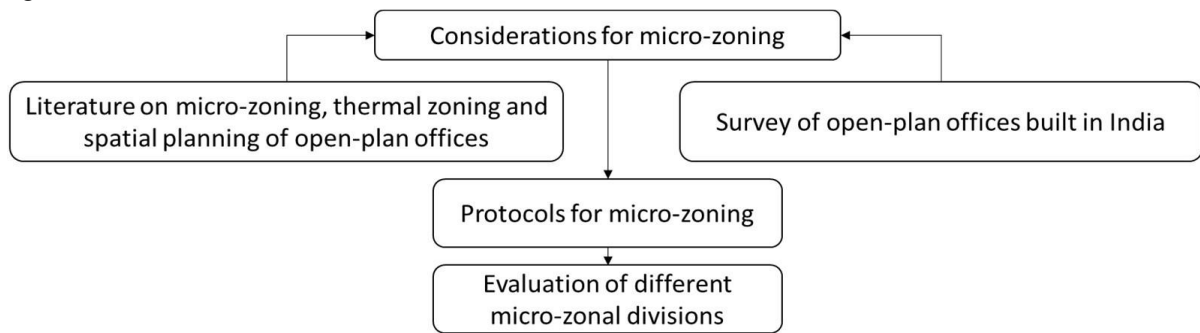 Considerations for micro-zoning
Literature on micro-zoning, thermal zoning and
spatial planning of open-plan offices
Survey of open-plan offices built in India
Protocols for micro-zoning
Evaluation of different
micro-zonal divisions